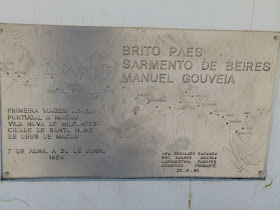 BRITO PAES
SARMENTO DE BEIRES
MANUEL GOUVEIA
PRIMEIRA VIAGEM AEREA
PORTUGAL A MACAU
VILA NOVA DE MILFONTES-
CIDADE DE SANTO NOME
DE DEUS DE MACAU
7 DE ABRIL A 20 DE JUNHO
1924